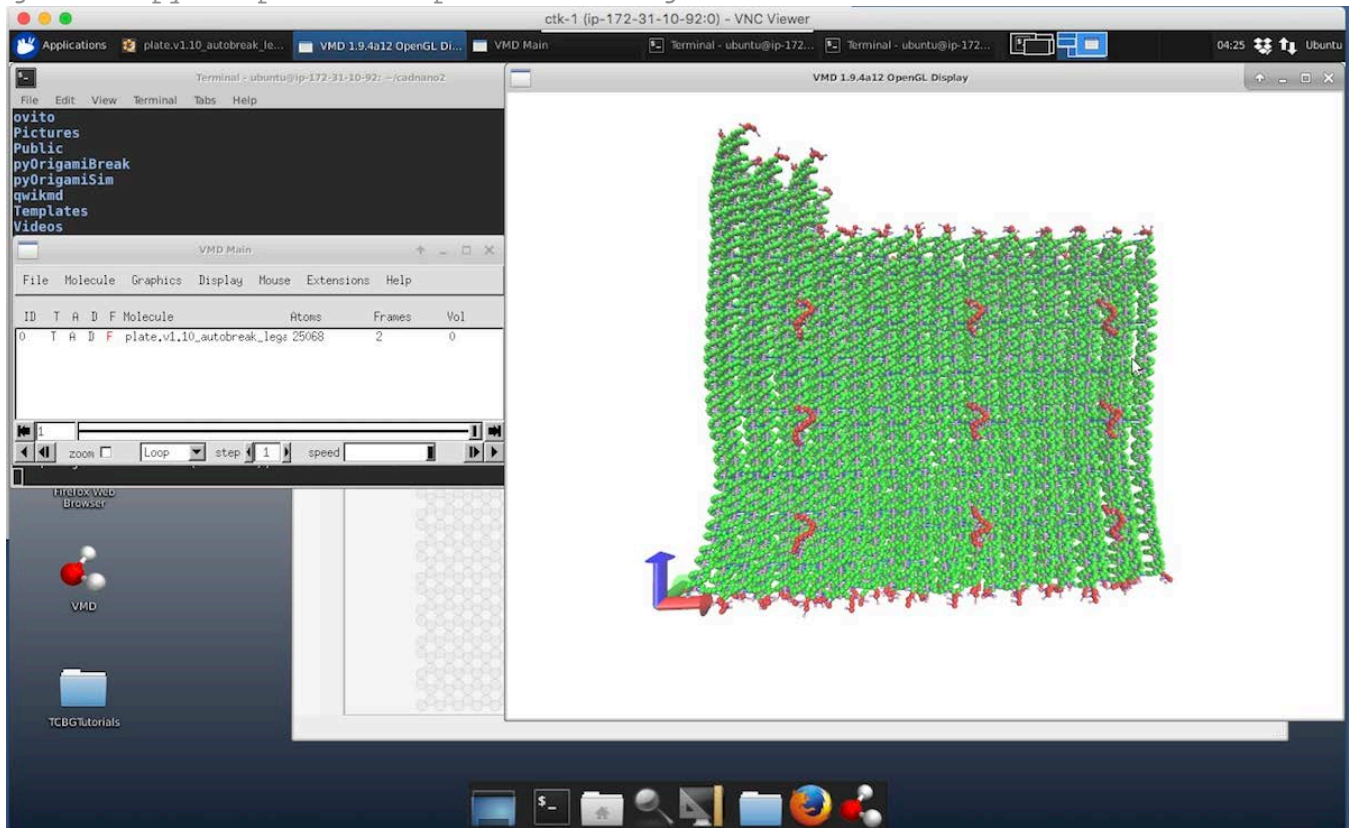 ctk-1 (ip-172-31-10-92:0) - VNC Viewer
Applications plate.v1.10_autobreak_le... VMD 1.9.4a12 OpenGL Di... VMD Main Terminal - ubuntu@ip-172... Terminal - ubuntu@ip-172... 04:25 Ubuntu
Terminal - ubuntu@ip-172-31-10-92: ~/cadnano2
File Edit View Terminal Tabs Help
ovito
Pictures
Public
pyOrigamiBreak
pyOrigamiSim
qwikmd
Templates
Videos
VMD Main
File Molecule Graphics Display Mouse Extensions Help
ID T A D F Molecule Atoms Frames Vol
0 T A D F plate.v1.10_autobreak_lega 25068 2 0
1
zoom Loop step 1 speed
VMD 1.9.4a12 OpenGL Display
Firefox Web
Browser
VMD
TCBGTutorials